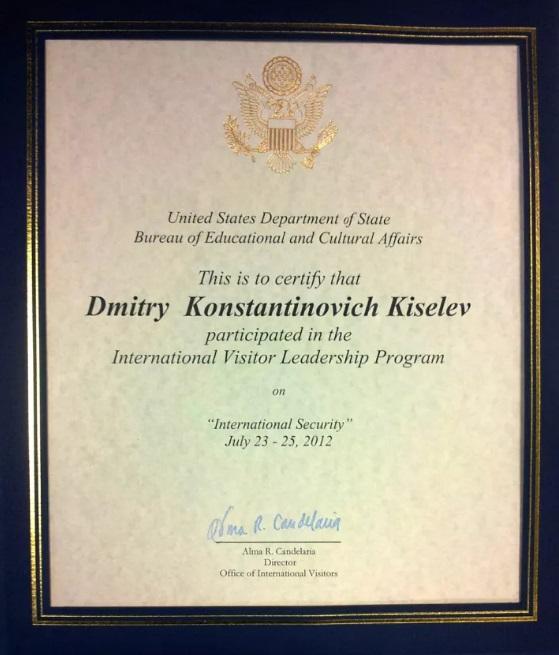 United States Department of State
Bureau of Educational and Cultural Affairs
This is to certify that
Dmitry Konstantinovich Kiselev
participated in the
International Visitor Leadership Program
on
"International Security"
July 23 - 25, 2012
Alma R. Candelaria
Alma R. Candelaria
Director
Office of International Visitors